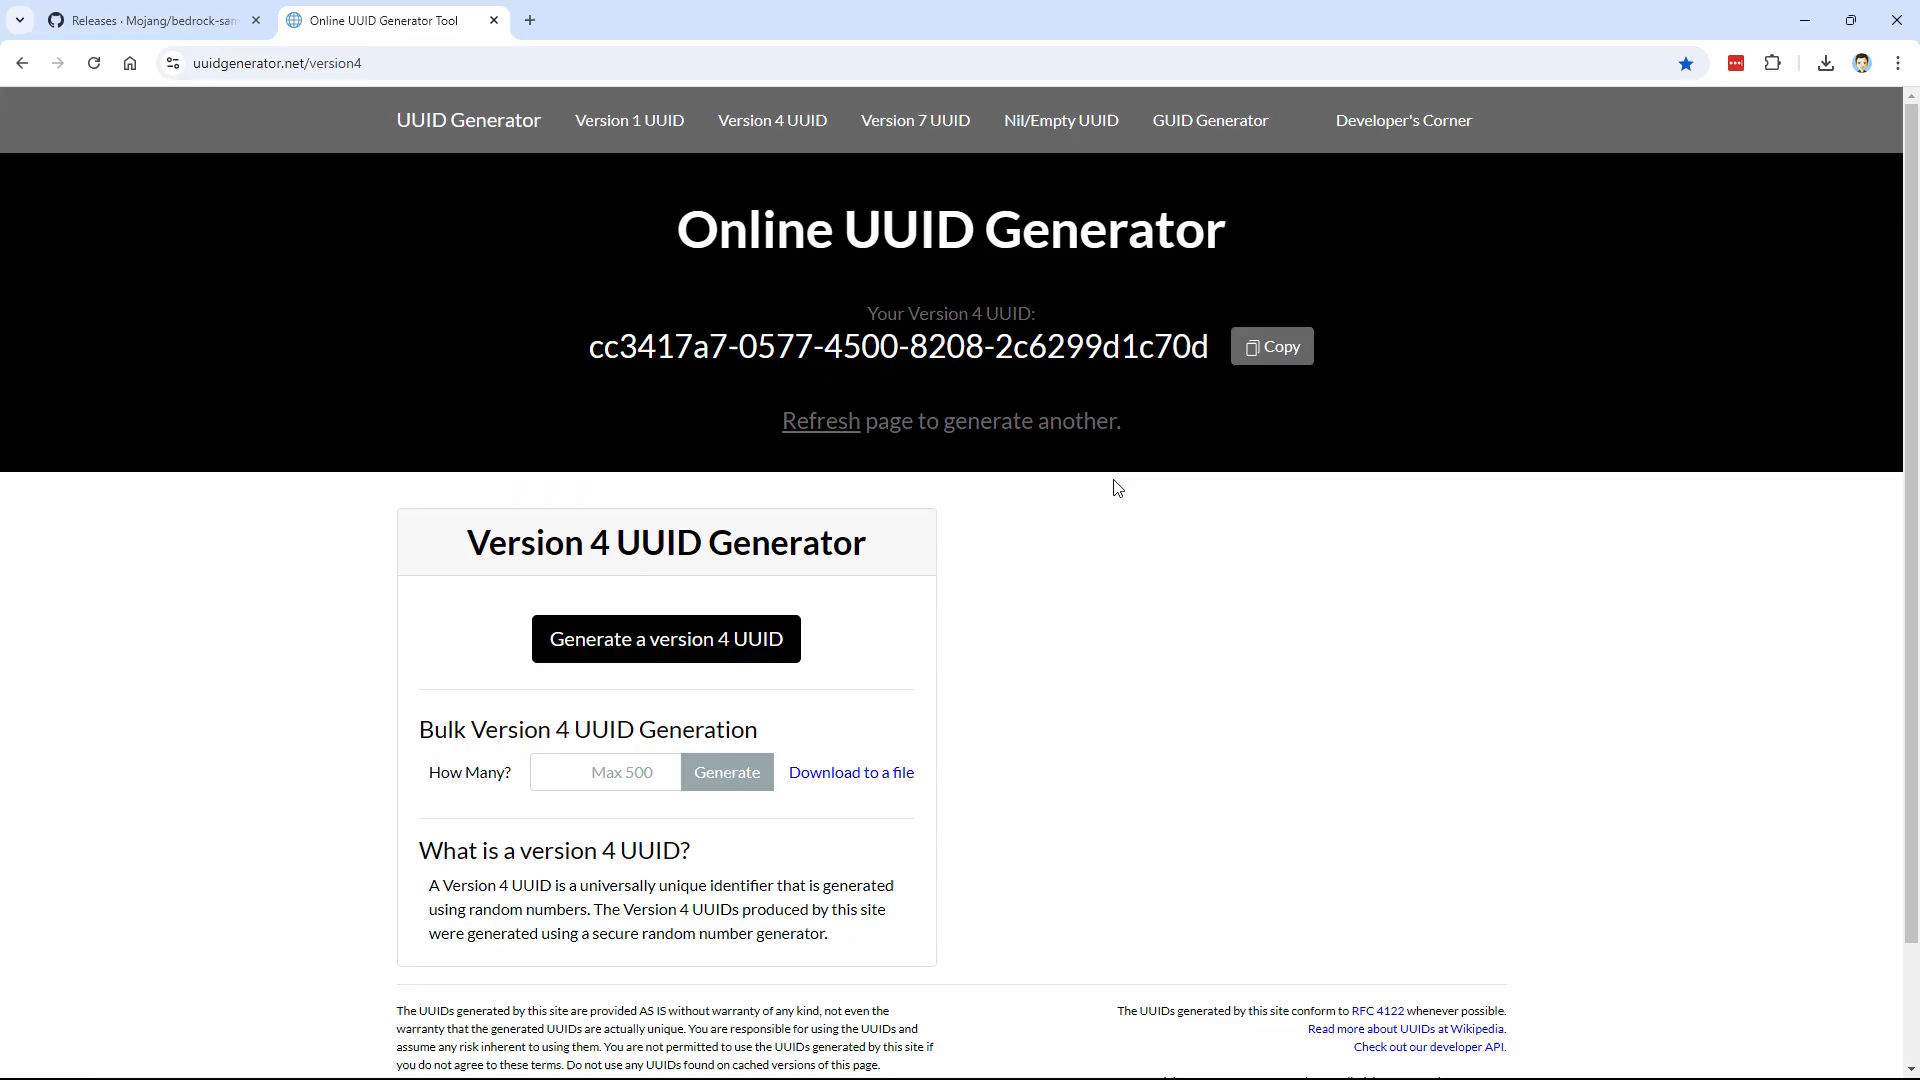 Releases · Mojang/bedrock-sam
Online UUID Generator Tool
uuidgenerator.net/version4
UUID Generator
Version 1 UUID
Version 4 UUID
Version 7 UUID
Nil/Empty UUID
GUID Generator
Developer's Corner
Online UUID Generator
Your Version 4 UUID:
cc3417a7-0577-4500-8208-2c6299d1c70d
Copy
Refresh page to generate another.
Version 4 UUID Generator
Generate a version 4 UUID
Bulk Version 4 UUID Generation
How Many?
Max 500
Generate
Download to a file
What is a version 4 UUID?
A Version 4 UUID is a universally unique identifier that is generated
using random numbers. The Version 4 UUIDs produced by this site
were generated using a secure random number generator.
The UUIDs generated by this site are provided AS IS without warranty of any kind, not even the
warranty that the generated UUIDs are actually unique. You are responsible for using the UUIDs and
assume any risk inherent to using them. You are not permitted to use the UUIDs generated by this site if
you do not agree to these terms. Do not use any UUIDs found on cached versions of this page.
The UUIDs generated by this site conform to RFC 4122 whenever possible.
Read more about UUIDs at Wikipedia.
Check out our developer API.